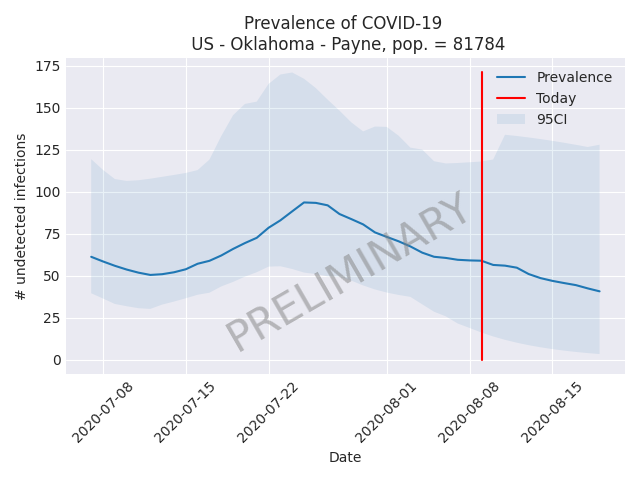 Prevalence of COVID-19
US - Oklahoma - Payne, pop. = 81784
175
150
125
100
75
50
25
0
# undetected infections
Prevalence
Today
95CI
PRELIMINARY
2020-07-08
2020-07-15
2020-07-22
2020-08-01
2020-08-08
2020-08-15
Date